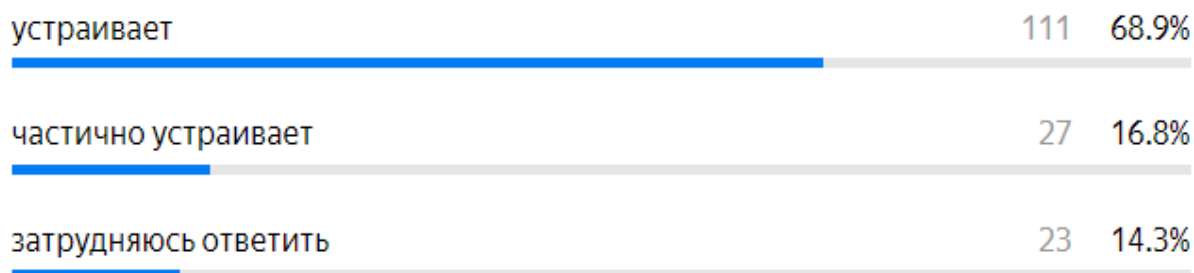 устраивает 111 68.9%
частично устраивает 27 16.8%
затрудняюсь ответить 23 14.3%